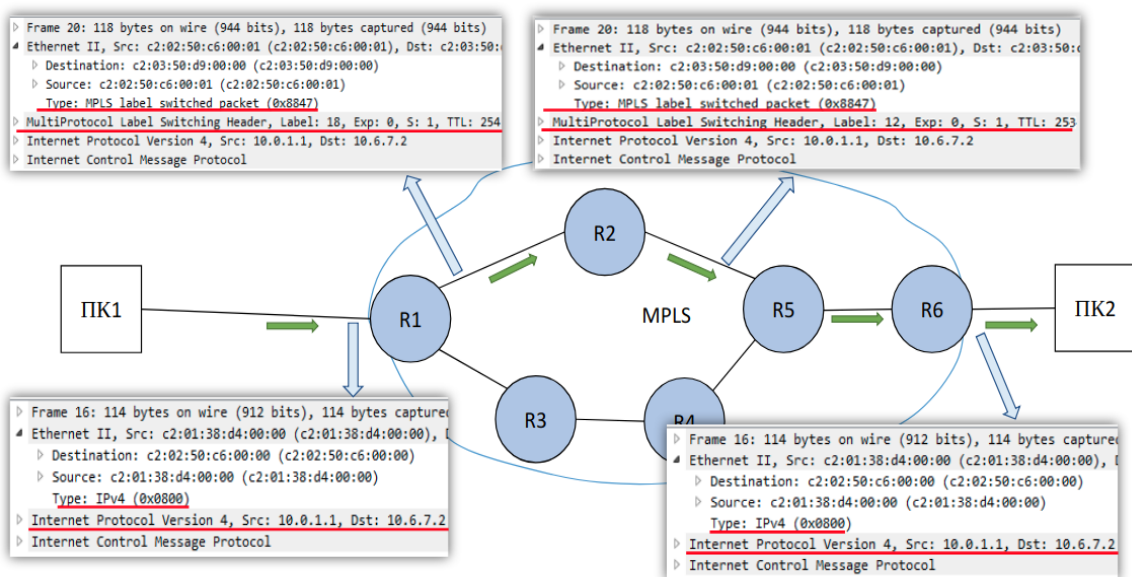 Frame 20: 118 bytes on wire (944 bits), 118 bytes captured (944 bits)
Ethernet II, Src: c2:02:50:c6:00:01 (c2:02:50:c6:00:01), Dst: c2:03:50:
Destination: c2:03:50:d9:00:00 (c2:03:50:d9:00:00)
Source: c2:02:50:c6:00:01 (c2:02:50:c6:00:01)
Type: MPLS label switched packet (0x8847)
MultiProtocol Label Switching Header, Label: 18, Exp: 0, S: 1, TTL: 254
Internet Protocol Version 4, Src: 10.0.1.1, Dst: 10.6.7.2
Internet Control Message Protocol
Frame 20: 118 bytes on wire (944 bits), 118 bytes captured (944 bits)
Ethernet II, Src: c2:02:50:c6:00:01 (c2:02:50:c6:00:01), Dst: c2:03:50:
Destination: c2:03:50:d9:00:00 (c2:03:50:d9:00:00)
Source: c2:02:50:c6:00:01 (c2:02:50:c6:00:01)
Type: MPLS label switched packet (0x8847)
MultiProtocol Label Switching Header, Label: 12, Exp: 0, S: 1, TTL: 253
Internet Protocol Version 4, Src: 10.0.1.1, Dst: 10.6.7.2
Internet Control Message Protocol
R2
ПК1
R1
MPLS
R5
R6
ПК2
R3
R4
Frame 16: 114 bytes on wire (912 bits), 114 bytes captured
Ethernet II, Src: c2:01:38:d4:00:00 (c2:01:38:d4:00:00),
Destination: c2:02:50:c6:00:00 (c2:02:50:c6:00:00)
Source: c2:01:38:d4:00:00 (c2:01:38:d4:00:00)
Type: IPv4 (0x0800)
Internet Protocol Version 4, Src: 10.0.1.1, Dst: 10.6.7.2
Internet Control Message Protocol
Frame 16: 114 bytes on wire (912 bits), 114 bytes capture
Ethernet II, Src: c2:01:38:d4:00:00 (c2:01:38:d4:00:00),
Destination: c2:02:50:c6:00:00 (c2:02:50:c6:00:00)
Source: c2:01:38:d4:00:00 (c2:01:38:d4:00:00)
Type: IPv4 (0x0800)
Internet Protocol Version 4, Src: 10.0.1.1, Dst: 10.6.7.2
Internet Control Message Protocol